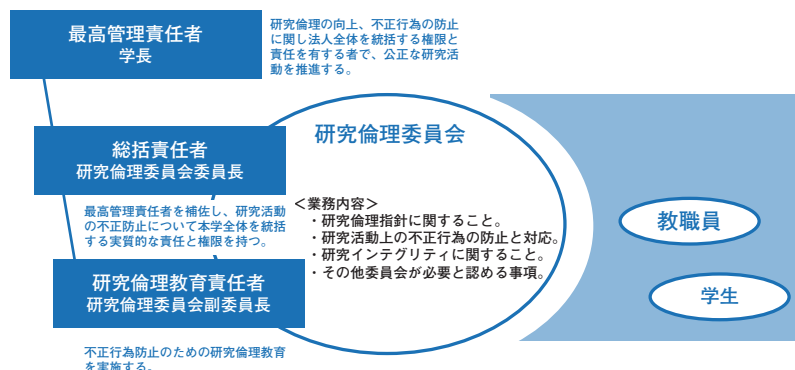 最高管理責任者
学長
研究倫理の向上、不正行為の防止
に関し法人全体を統括する権限と
責任を有する者で、公正な研究活
動を推進する。
総括責任者
研究倫理委員会委員長
最高管理責任者を補佐し、研究活動
の不正防止について本学全体を統括
する実質的な責任と権限を持つ。
研究倫理教育責任者
研究倫理委員会副委員長
不正行為防止のための研究倫理教育
を実施する。
研究倫理委員会
＜業務内容＞
・研究倫理指針に関すること。
・研究活動上の不正行為の防止と対応。
・研究インテグリティに関すること。
・その他委員会が必要と認める事項。
教職員
学生